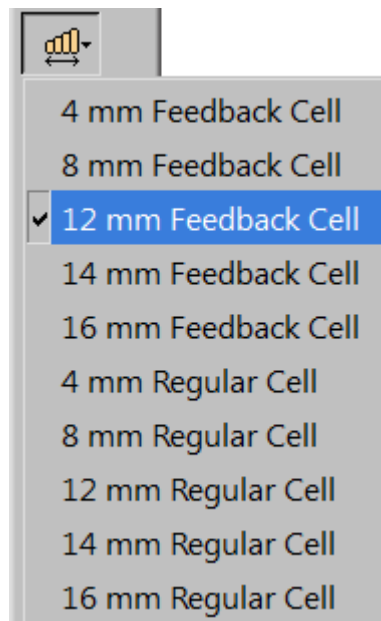 4 mm Feedback Cell
8 mm Feedback Cell
12 mm Feedback Cell
14 mm Feedback Cell
16 mm Feedback Cell
4 mm Regular Cell
8 mm Regular Cell
12 mm Regular Cell
14 mm Regular Cell
16 mm Regular Cell